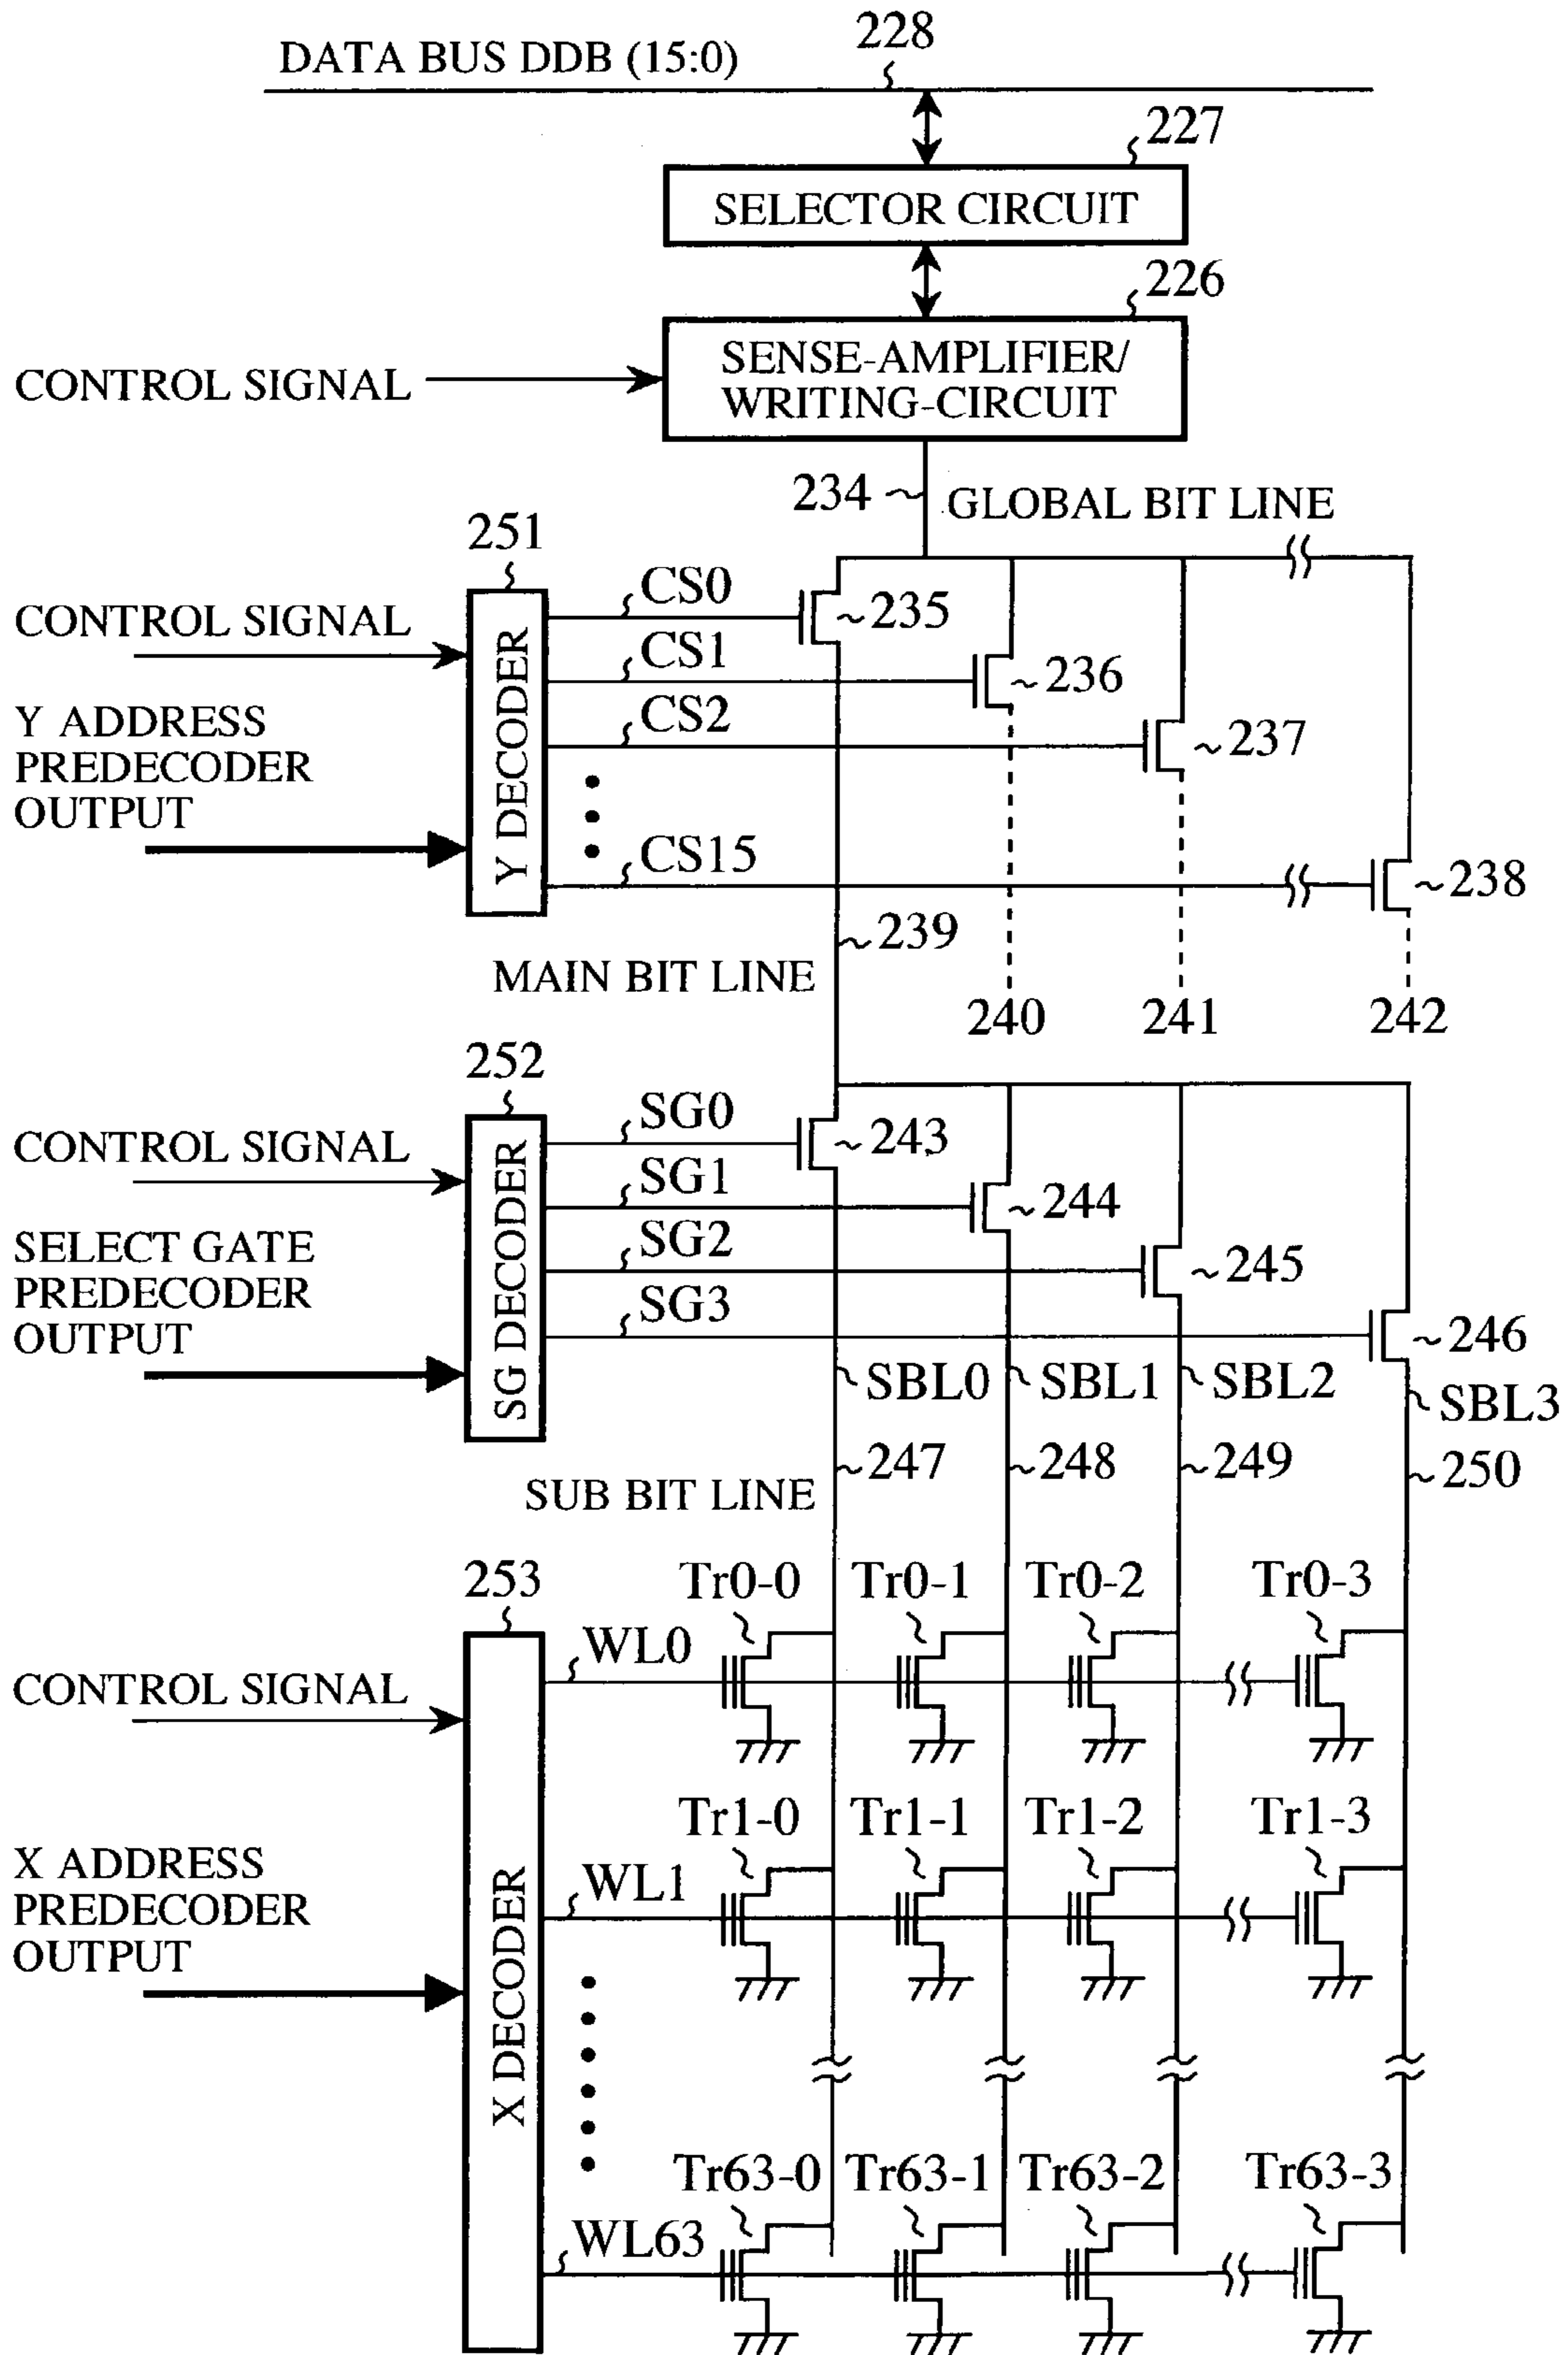 228
DATA BUS DDB (15:0)
227
SELECTOR CIRCUIT
226
SENSE-AMPLIFIER/
WRITING-CIRCUIT
CONTROL SIGNAL
234
GLOBAL BIT LINE
251
CS0
235
CONTROL SIGNAL
CS1
236
Y ADDRESS
PREDECODER
OUTPUT
Y DECODER
CS2
237
CS15
238
239
MAIN BIT LINE
240
241
242
252
SG0
243
CONTROL SIGNAL
SG1
244
SELECT GATE
PREDECODER
OUTPUT
SG DECODER
SG2
245
SG3
246
SBL0
SBL1
SBL2
SBL3
247
248
249
250
SUB BIT LINE
253
Tr0-0
Tr0-1
Tr0-2
Tr0-3
WL0
CONTROL SIGNAL
Tr1-0
Tr1-1
Tr1-2
Tr1-3
X ADDRESS
PREDECODER
OUTPUT
WL1
X DECODER
Tr63-0
Tr63-1
Tr63-2
Tr63-3
WL63